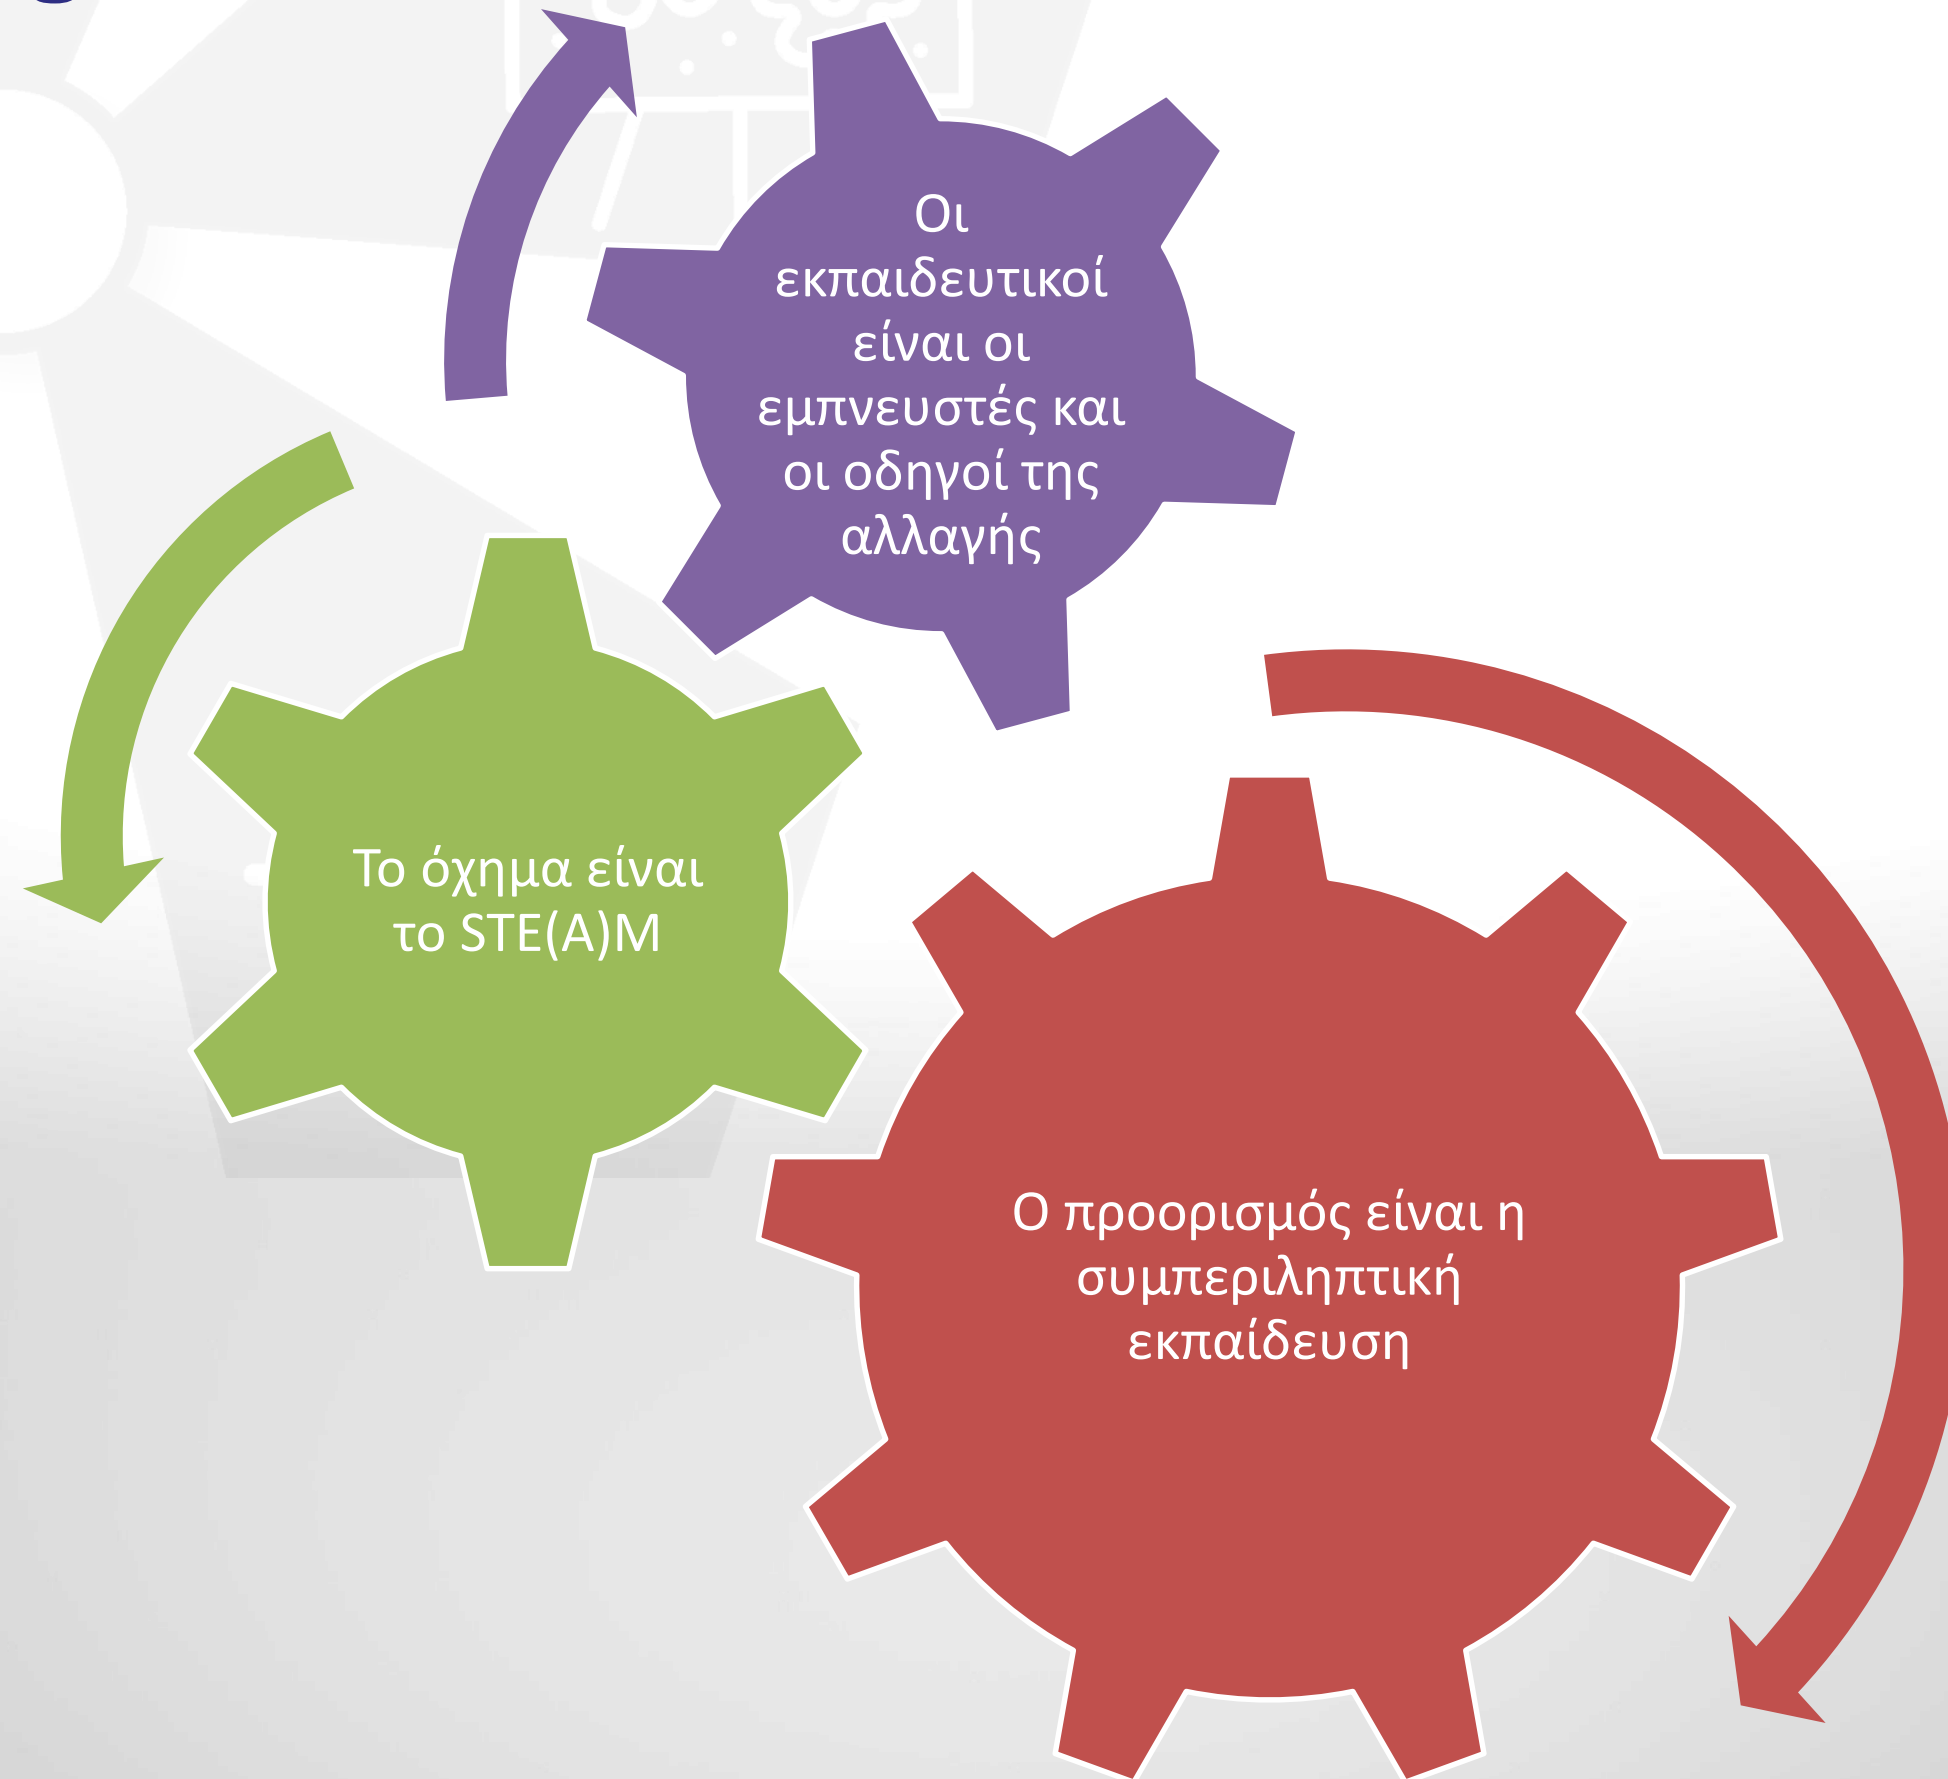 Οι
εκπαιδευτικοί
είναι οι
εμπνευστές και
οι οδηγοί της
αλλαγής
Το όχημα είναι
το STE(A)M
Ο προορισμός είναι η
συμπεριληπτική
εκπαίδευση